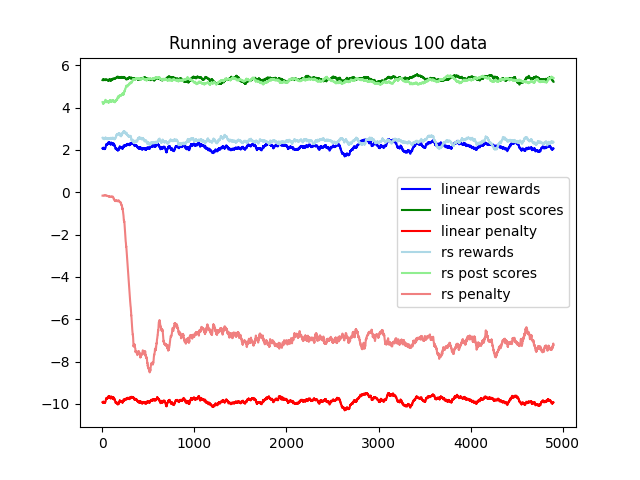 Running average of previous 100 data
6
4
2
0
−2
−4
−6
−8
−10
linear rewards
linear post scores
linear penalty
rs rewards
rs post scores
rs penalty
0 1000 2000 3000 4000 5000